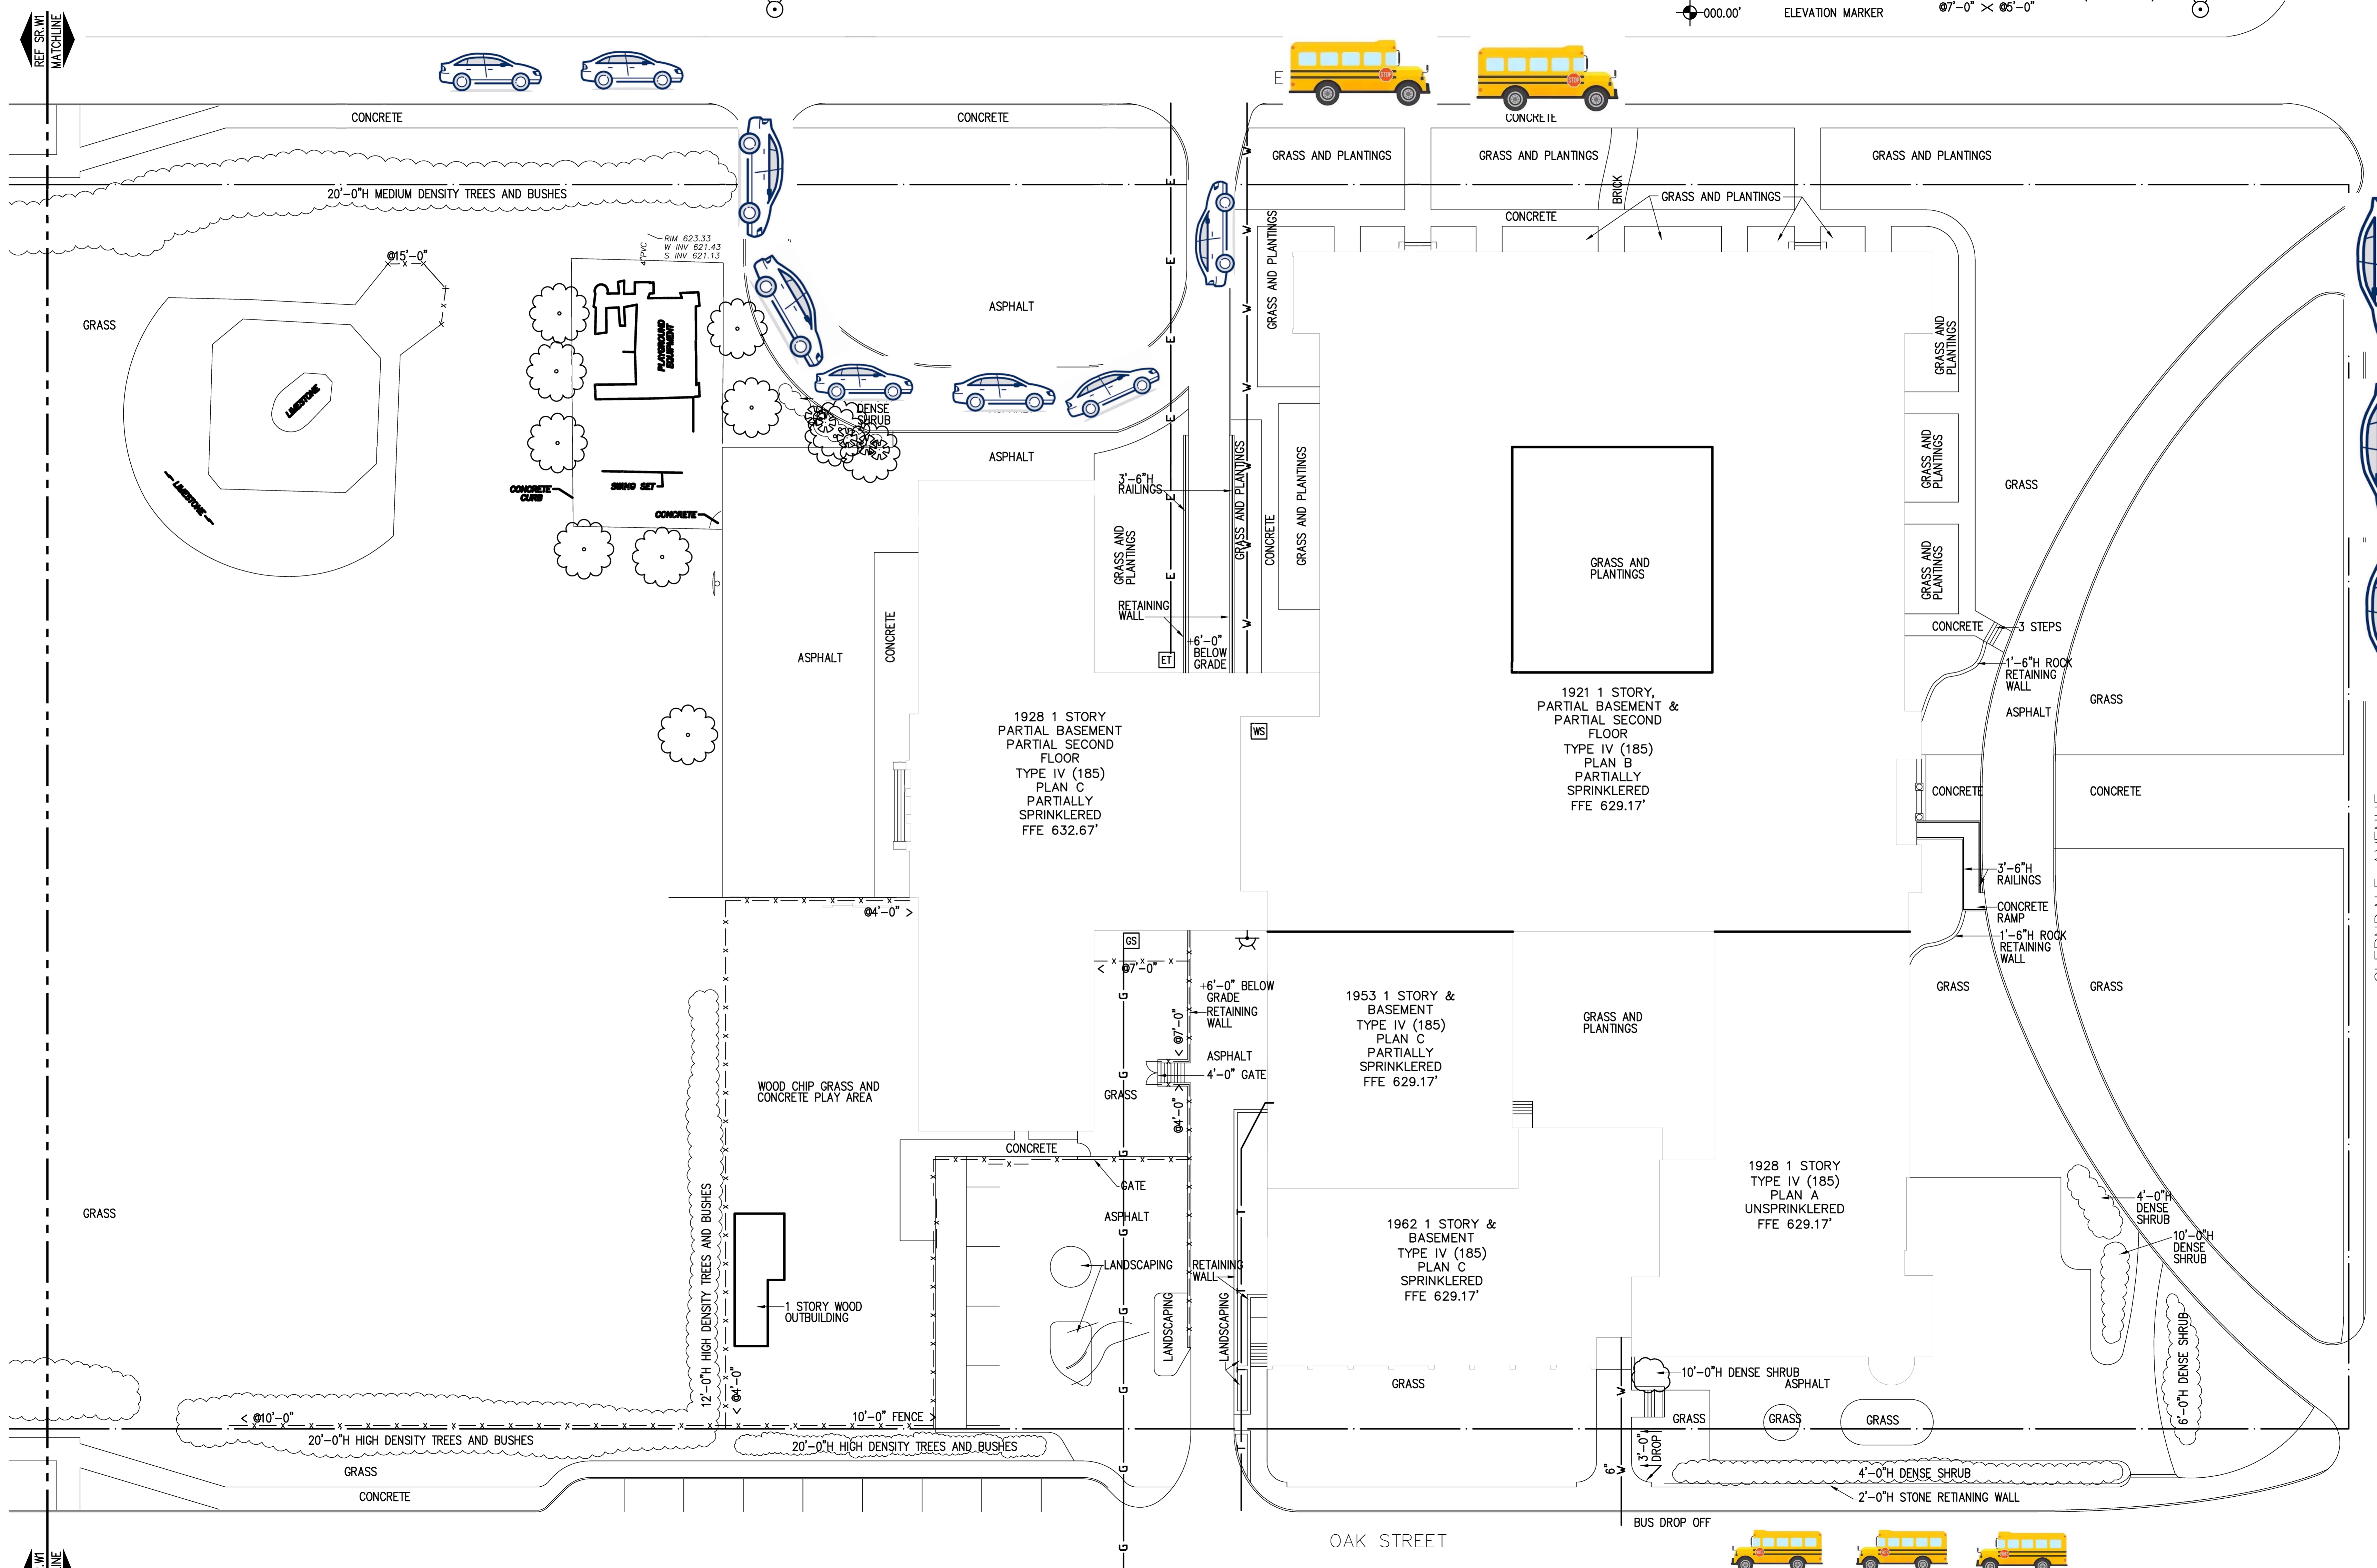 REF SR.W1
MATCHLINE
000.00'
ELEVATION MARKER
@7'-0" X @5'-0"
E
STOP
STOP
CONCRETE
CONCRETE
CONCRETE
GRASS AND PLANTINGS
GRASS AND PLANTINGS
GRASS AND PLANTINGS
20'-0"H MEDIUM DENSITY TREES AND BUSHES
BRICK
GRASS AND PLANTINGS
CONCRETE
@15'-0"
4"PVC
RIM 623.33
W INV 621.43
S INV 621.13
GRASS
PLAYGROUND
EQUIPMENT
LIMESTONE
LIMESTONE
ASPHALT
GRASS AND PLANTINGS
GRASS AND
PLANTINGS
DENSE
SHRUB
CONCRETE
CURB
SWING SET
CONCRETE
ASPHALT
3'-6"H
RAILINGS
GRASS AND
PLANTINGS
GRASS AND PLANTINGS
CONCRETE
GRASS AND PLANTINGS
RETAINING
WALL
+6'-0"
BELOW
GRADE
ET
GRASS AND
PLANTINGS
GRASS AND
PLANTINGS
GRASS AND
PLANTINGS
GRASS
CONCRETE
3 STEPS
1'-6"H ROCK
RETAINING
WALL
ASPHALT
GRASS
ASPHALT
CONCRETE
1928 1 STORY
PARTIAL BASEMENT
PARTIAL SECOND
FLOOR
TYPE IV (185)
PLAN C
PARTIALLY
SPRINKLERED
FFE 632.67'
WS
1921 1 STORY,
PARTIAL BASEMENT &
PARTIAL SECOND
FLOOR
TYPE IV (185)
PLAN B
PARTIALLY
SPRINKLERED
FFE 629.17'
CONCRETE
CONCRETE
3'-6"H
RAILINGS
CONCRETE
RAMP
1'-6"H ROCK
RETAINING
WALL
GRASS
GRASS
@4'-0" >
GS
< @7'-0"
+6'-0" BELOW
GRADE
RETAINING
WALL
< @7'-0"
ASPHALT
4'-0" GATE
GRASS
@4'-0" >
1953 1 STORY &
BASEMENT
TYPE IV (185)
PLAN C
PARTIALLY
SPRINKLERED
FFE 629.17'
GRASS AND
PLANTINGS
WOOD CHIP GRASS AND
CONCRETE PLAY AREA
CONCRETE
GATE
ASPHALT
GRASS
12'-0"H HIGH DENSITY TREES AND BUSHES
1 STORY WOOD
OUTBUILDING
LANDSCAPING
RETAINING
WALL
LANDSCAPING
LANDSCAPING
1962 1 STORY &
BASEMENT
TYPE IV (185)
PLAN C
SPRINKLERED
FFE 629.17'
1928 1 STORY
TYPE IV (185)
PLAN A
UNSPRINKLERED
FFE 629.17'
4'-0"H
DENSE
SHRUB
10'-0"H
DENSE
SHRUB
6'-0"H DENSE SHRUB
< @4'-0"
10'-0"H DENSE SHRUB
ASPHALT
GRASS
GRASS
GRASS
GRASS
< @10'-0"
10'-0" FENCE >
20'-0"H HIGH DENSITY TREES AND BUSHES
20'-0"H HIGH DENSITY TREES AND BUSHES
3'-0"
DROP
6"
4'-0"H DENSE SHRUB
GRASS
CONCRETE
2'-0"H STONE RETIANING WALL
BUS DROP OFF
OAK STREET